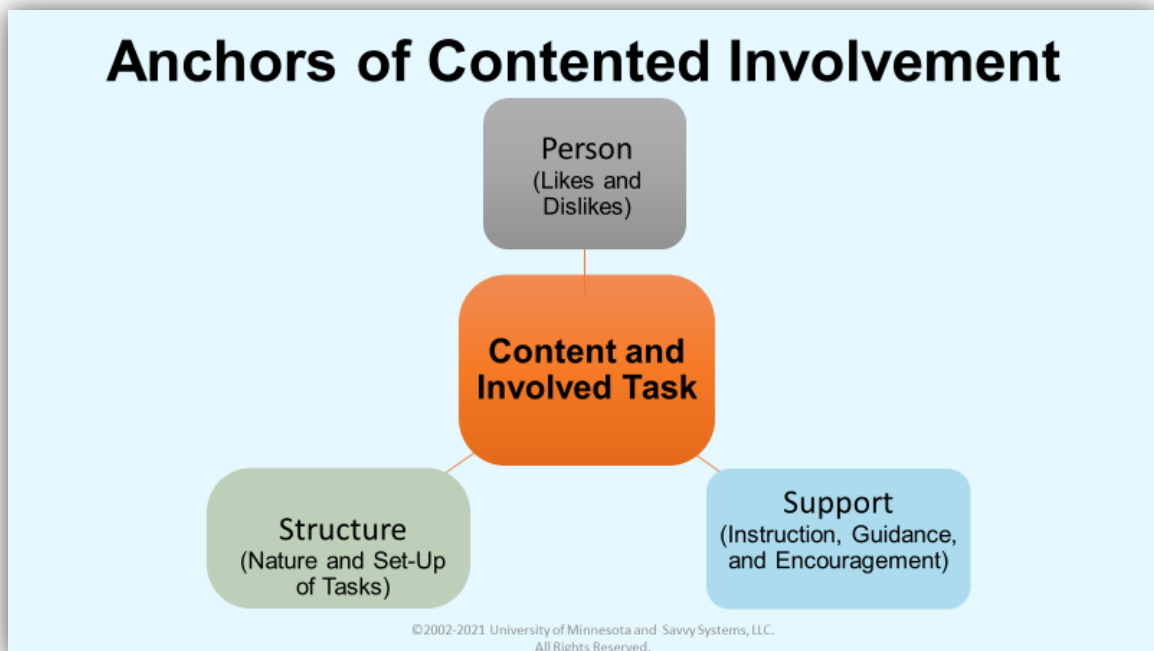 Anchors of Contented Involvement
Person
(Likes and
Dislikes)
Content and
Involved Task
Structure
(Nature and Set-Up
of Tasks)
Support
(Instruction, Guidance,
and Encouragement)
©2002-2021 University of Minnesota and Savvy Systems, LLC.
All Rights Reserved.